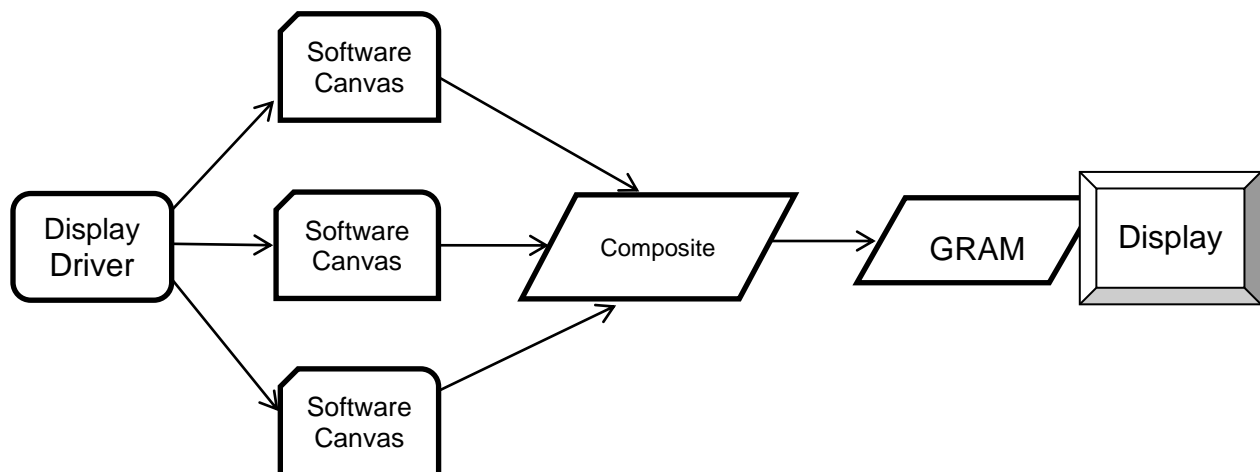 Software
Canvas
Display
Driver
Software
Canvas
Composite
GRAM
Display
Software
Canvas